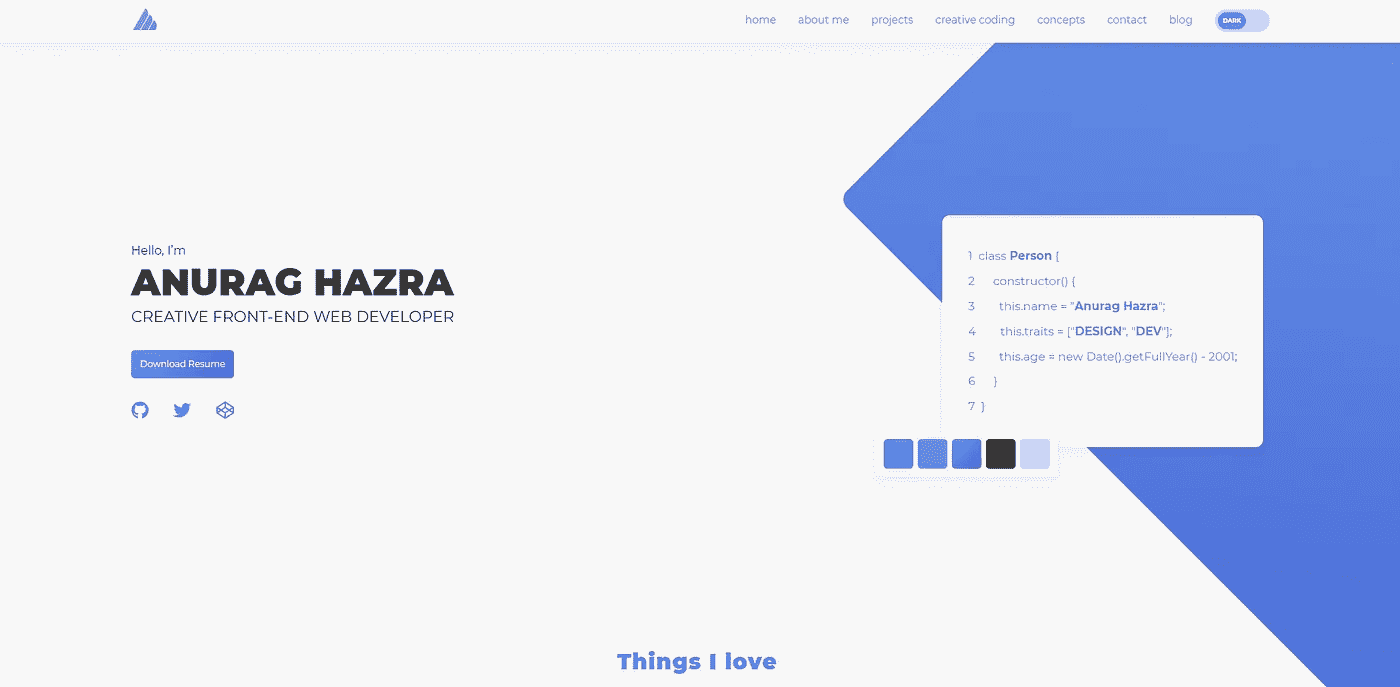 home about me projects creative coding concepts contact blog DARK
Hello, I'm
ANURAG HAZRA
CREATIVE FRONT-END WEB DEVELOPER
Download Resume
1 class Person {
2 constructor() {
3 this.name = "Anurag Hazra";
4 this.traits = ["DESIGN", "DEV"];
5 this.age = new Date().getFullYear() - 2001;
6 }
7 }
Things I love